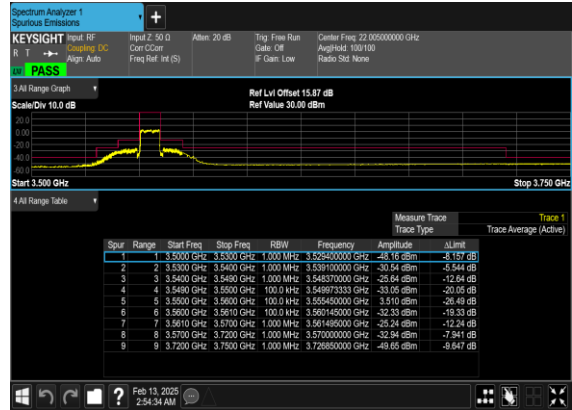 Spectrum Analyzer 1
Spurious Emissions
KEYSIGHT Input: RF Input Z: 50 Ω Atten: 20 dB Trig: Free Run Center Freq: 22.005000000 GHz
R T Coupling: DC Corr CCorr Gate: Off Avg|Hold: 100/100
Align: Auto Freq Ref: Int (S) IF Gain: Low Radio Std: None
PASS
3 All Range Graph
Ref Lvl Offset 15.87 dB
Scale/Div 10.0 dB Ref Value 30.00 dBm
20.0
0.00
-20.0
-40.0
-60.0
Start 3.500 GHz Stop 3.750 GHz
4 All Range Table
Measure Trace Trace 1
Trace Type Trace Average (Active)
Spur Range Start Freq Stop Freq RBW Frequency Amplitude ΔLimit
1 1 3.5000 GHz 3.5300 GHz 1.000 MHz 3.529400000 GHz -48.16 dBm -8.157 dB
2 2 3.5300 GHz 3.5400 GHz 1.000 MHz 3.539100000 GHz -30.54 dBm -5.544 dB
3 3 3.5400 GHz 3.5490 GHz 1.000 MHz 3.548370000 GHz -25.64 dBm -12.64 dB
4 4 3.5490 GHz 3.5500 GHz 100.0 kHz 3.549973333 GHz -33.05 dBm -20.05 dB
5 5 3.5500 GHz 3.5600 GHz 100.0 kHz 3.555450000 GHz 3.510 dBm -26.49 dB
6 6 3.5600 GHz 3.5610 GHz 100.0 kHz 3.560145000 GHz -32.33 dBm -19.33 dB
7 7 3.5610 GHz 3.5700 GHz 1.000 MHz 3.561495000 GHz -25.24 dBm -12.24 dB
8 8 3.5700 GHz 3.7200 GHz 1.000 MHz 3.570000000 GHz -32.94 dBm -7.941 dB
9 9 3.7200 GHz 3.7500 GHz 1.000 MHz 3.726850000 GHz -49.65 dBm -9.647 dB
Feb 13, 2025
2:54:34 AM